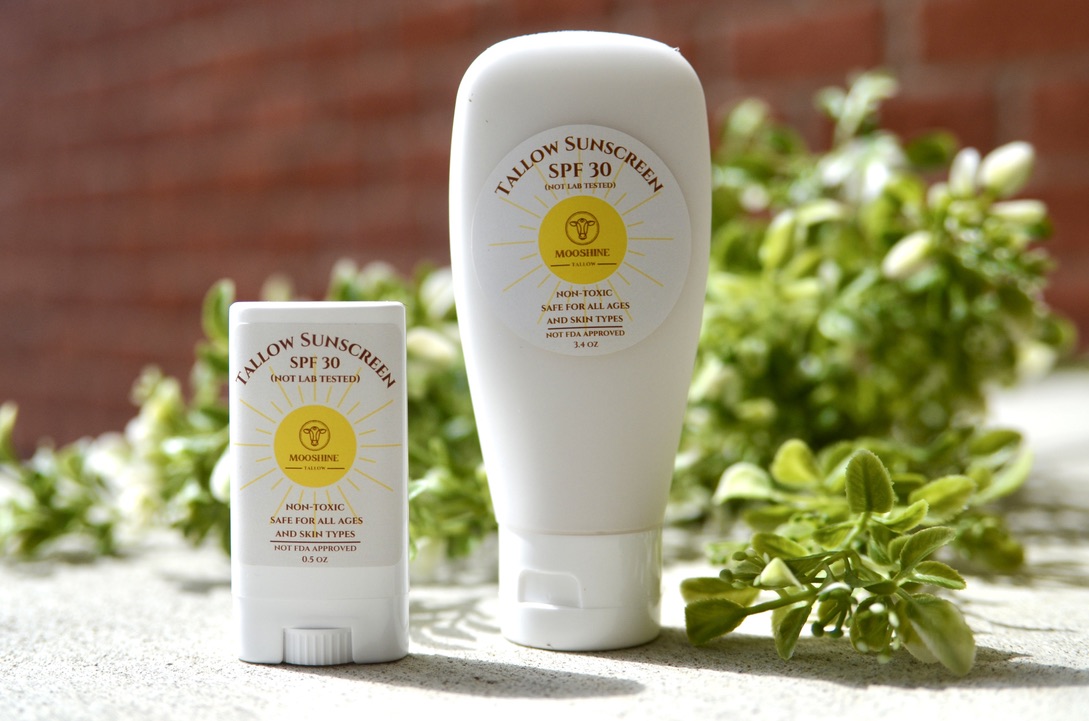 TALLOW SUNSCREEN
SPF 30
(NOT LAB TESTED)
MOOSHINE
TALLOW
NON-TOXIC
SAFE FOR ALL AGES
AND SKIN TYPES
NOT FDA APPROVED
0.5 OZ
TALLOW SUNSCREEN
SPF 30
(NOT LAB TESTED)
MOOSHINE
TALLOW
NON-TOXIC
SAFE FOR ALL AGES
AND SKIN TYPES
NOT FDA APPROVED
3.4 OZ